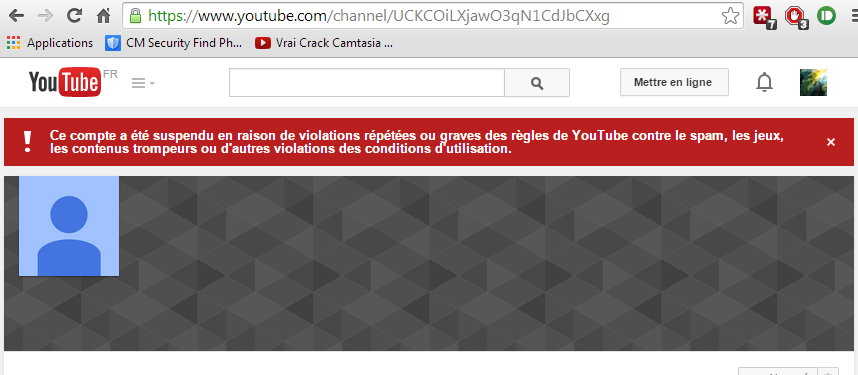 https://www.youtube.com/channel/UCKCOiLXjawO3qN1CdJbCXxg
7
3
Applications
CM Security Find Ph...
Vrai Crack Camtasia ...
YouTube FR
Mettre en ligne
Ce compte a été suspendu en raison de violations répétées ou graves des règles de YouTube contre le spam, les jeux,
les contenus trompeurs ou d'autres violations des conditions d'utilisation.
×